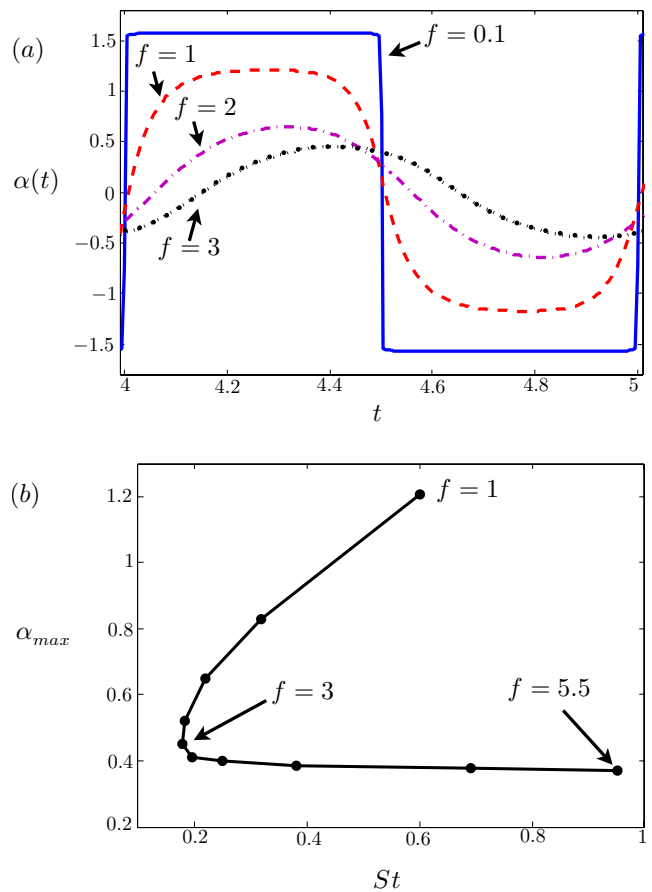 (a)
f = 0.1
f = 1
f = 2
f = 3
α(t)
1.5
1
0.5
0
−0.5
−1
−1.5
4 4.2 4.4 4.6 4.8 5
t
(b)
f = 1
f = 3
f = 5.5
α_max
1.2
1
0.8
0.6
0.4
0.2
0.2 0.4 0.6 0.8 1
St